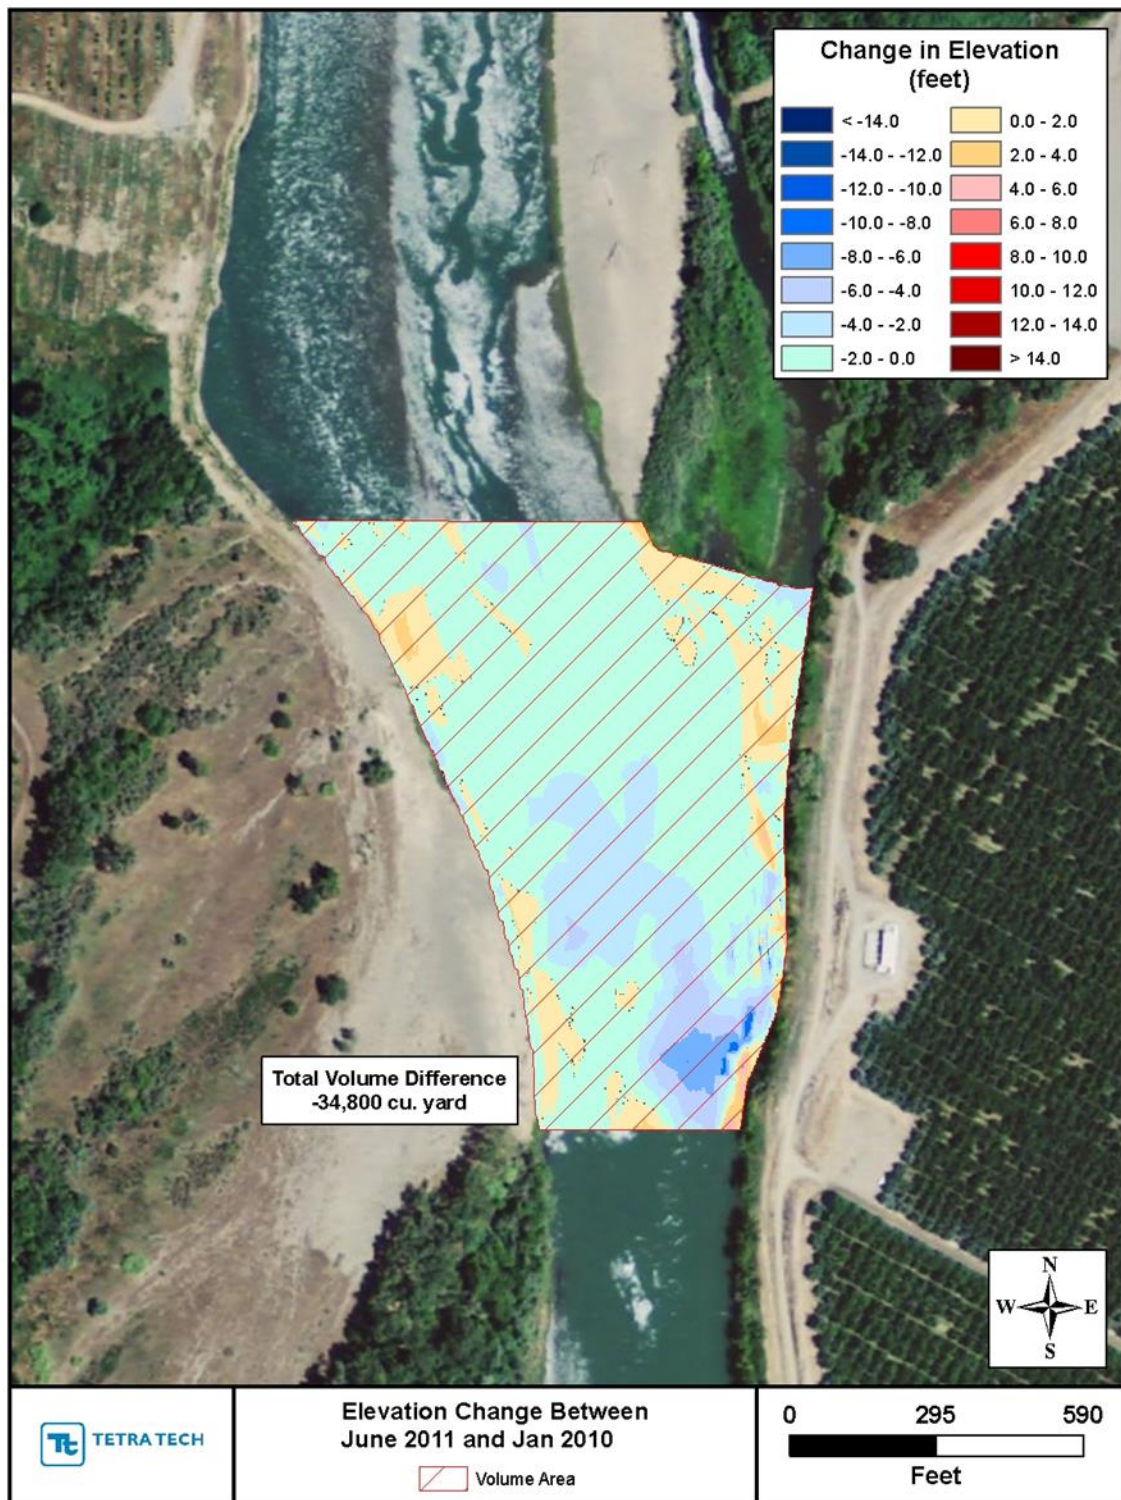 Change in Elevation
(feet)
< -14.0
-14.0 - -12.0
-12.0 - -10.0
-10.0 - -8.0
-8.0 - -6.0
-6.0 - -4.0
-4.0 - -2.0
-2.0 - 0.0
0.0 - 2.0
2.0 - 4.0
4.0 - 6.0
6.0 - 8.0
8.0 - 10.0
10.0 - 12.0
12.0 - 14.0
> 14.0
Total Volume Difference
-34,800 cu. yard
N
W E
S
Tt TETRA TECH
Elevation Change Between
June 2011 and Jan 2010
Volume Area
0 295 590
Feet